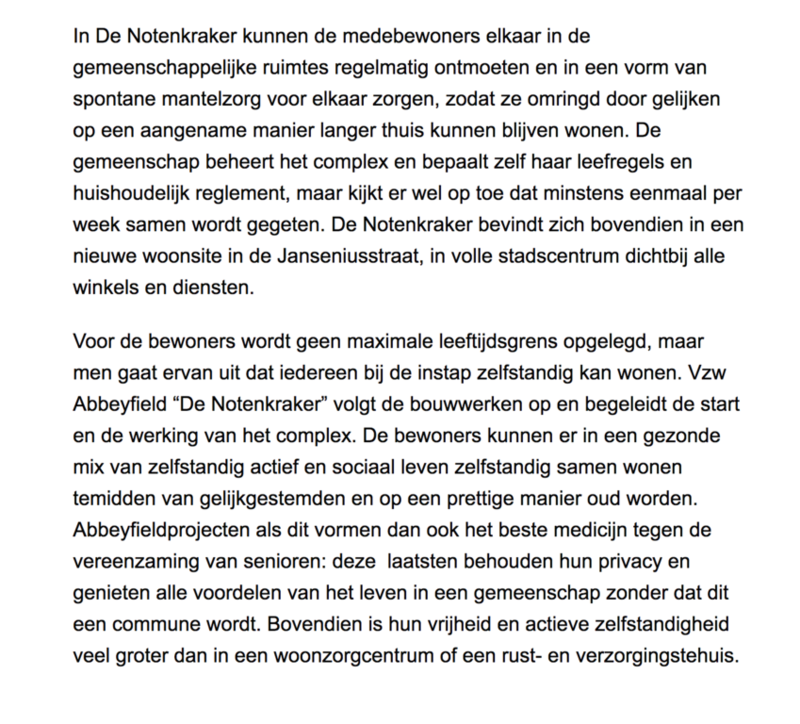 In De Notenkraker kunnen de medebewoners elkaar in de
gemeenschappelijke ruimtes regelmatig ontmoeten en in een vorm van
spontane mantelzorg voor elkaar zorgen, zodat ze omringd door gelijken
op een aangename manier langer thuis kunnen blijven wonen. De
gemeenschap beheert het complex en bepaalt zelf haar leefregels en
huishoudelijk reglement, maar kijkt er wel op toe dat minstens eenmaal per
week samen wordt gegeten. De Notenkraker bevindt zich bovendien in een
nieuwe woonsite in de Janseniusstraat, in volle stadscentrum dichtbij alle
winkels en diensten.
Voor de bewoners wordt geen maximale leeftijdsgrens opgelegd, maar
men gaat ervan uit dat iedereen bij de instap zelfstandig kan wonen. Vzw
Abbeyfield “De Notenkraker” volgt de bouwwerken op en begeleidt de start
en de werking van het complex. De bewoners kunnen er in een gezonde
mix van zelfstandig actief en sociaal leven zelfstandig samen wonen
temidden van gelijkgestemden en op een prettige manier oud worden.
Abbeyfieldprojecten als dit vormen dan ook het beste medicijn tegen de
vereenzaming van senioren: deze  laatsten behouden hun privacy en
genieten alle voordelen van het leven in een gemeenschap zonder dat dit
een commune wordt. Bovendien is hun vrijheid en actieve zelfstandigheid
veel groter dan in een woonzorgcentrum of een rust- en verzorgingstehuis.